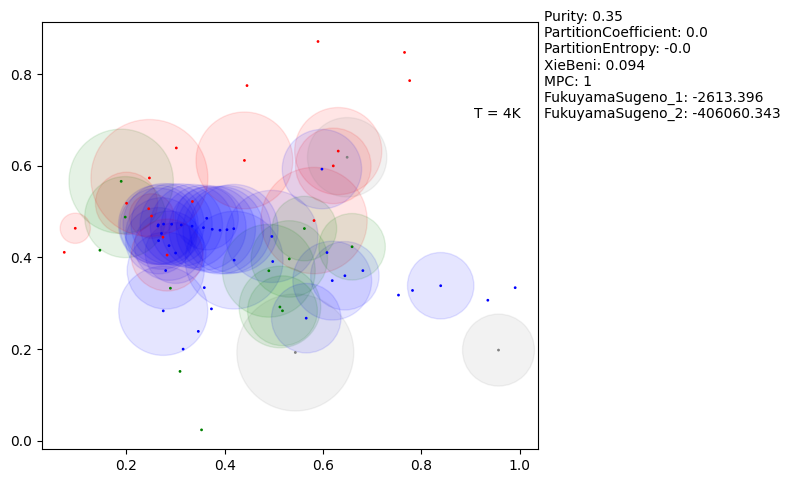 Purity: 0.35
PartitionCoefficient: 0.0
PartitionEntropy: -0.0
XieBeni: 0.094
MPC: 1
FukuyamaSugeno_1: -2613.396
FukuyamaSugeno_2: -406060.343
T = 4K
0.8
0.6
0.4
0.2
0.0
0.2 0.4 0.6 0.8 1.0